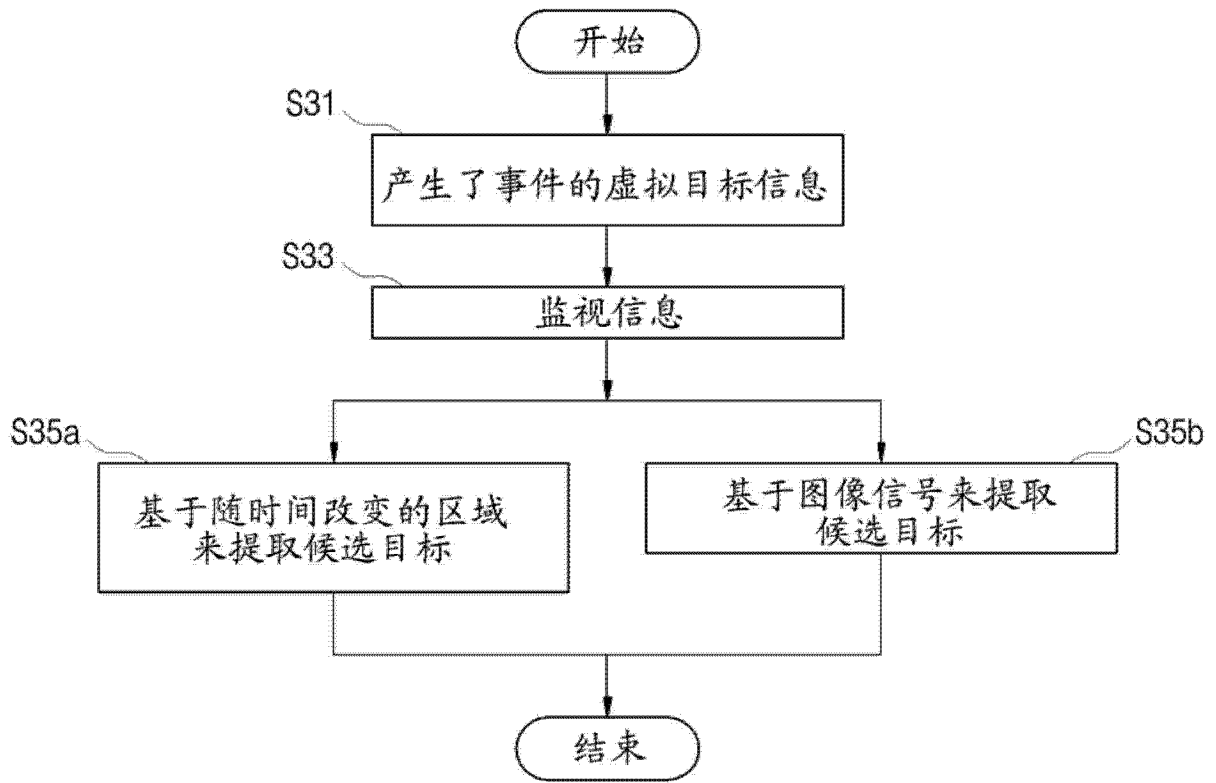 开始
S31
产生了事件的虚拟目标信息
S33
监视信息
S35a
基于随时间改变的区域
来提取候选目标
S35b
基于图像信号来提取
候选目标
结束